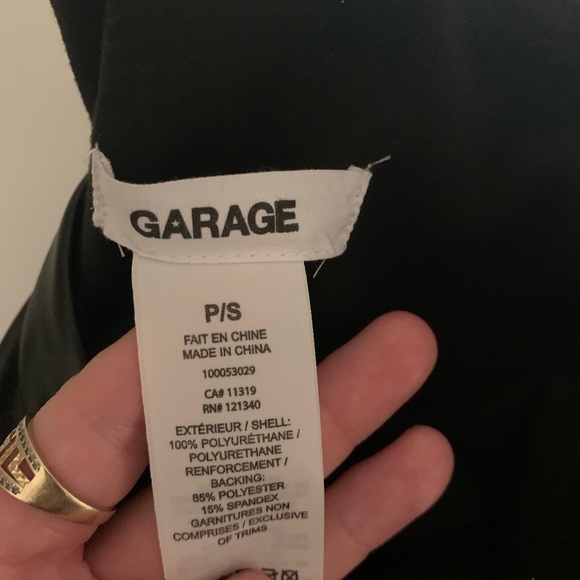 GARAGE
P/S
FAIT EN CHINE
MADE IN CHINA
100053029
CA# 11319
RN# 121340
EXTÉRIEUR / SHELL:
100% POLYURÉTHANE /
POLYURETHANE
RENFORCEMENT /
BACKING:
85% POLYESTER
15% SPANDEX
GARNITURES NON
COMPRISES / EXCLUSIVE
OF TRIMS